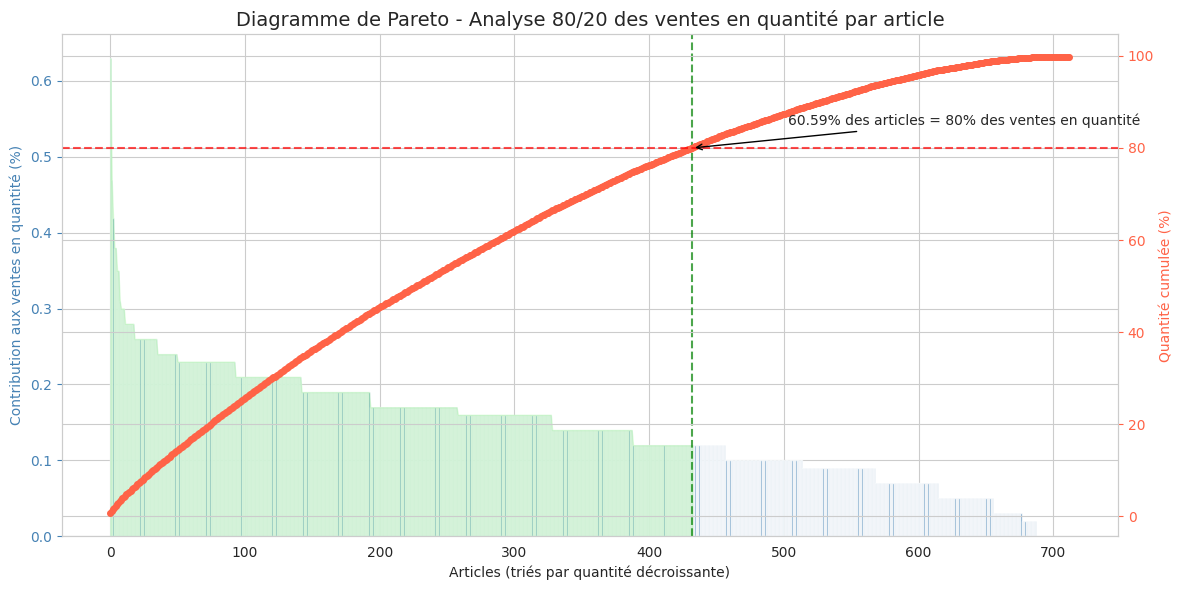 Diagramme de Pareto - Analyse 80/20 des ventes en quantité par article
Contribution aux ventes en quantité (%)
0.6
0.5
0.4
0.3
0.2
0.1
0.0
60.59% des articles = 80% des ventes en quantité
100
80
60
40
20
0
Quantité cumulée (%)
0 100 200 300 400 500 600 700
Articles (triés par quantité décroissante)